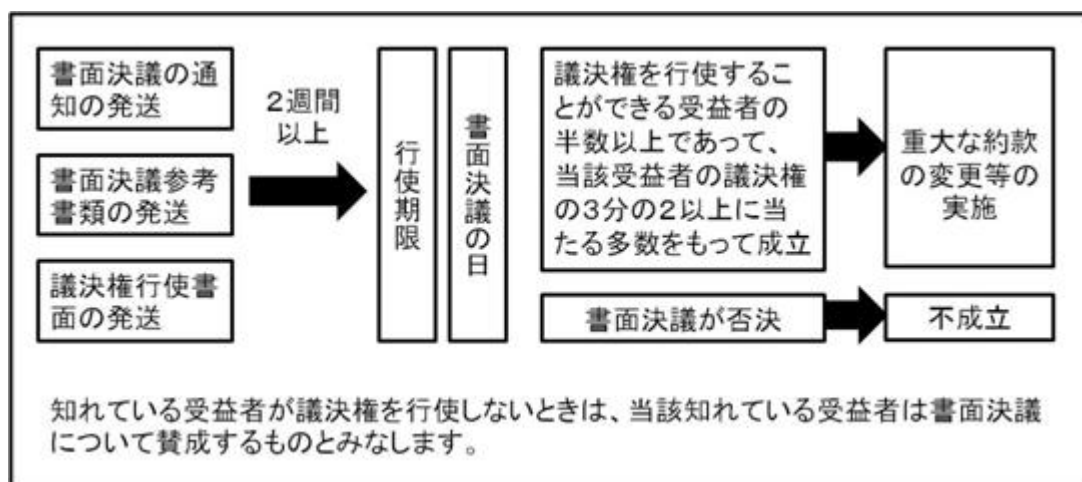 書面決議の通
知の発送
書面決議参考
書類の発送
議決権行使書
面の発送
２週間
以上
行使期限
書面決議の日
議決権を行使するこ
とができる受益者の
半数以上であって、
当該受益者の議決権
の３分の２以上に当
たる多数をもって成立
重大な約款
の変更等の
実施
書面決議が否決
不成立
知れている受益者が議決権を行使しないときは、当該知れている受益者は書面決議
について賛成するものとみなします。